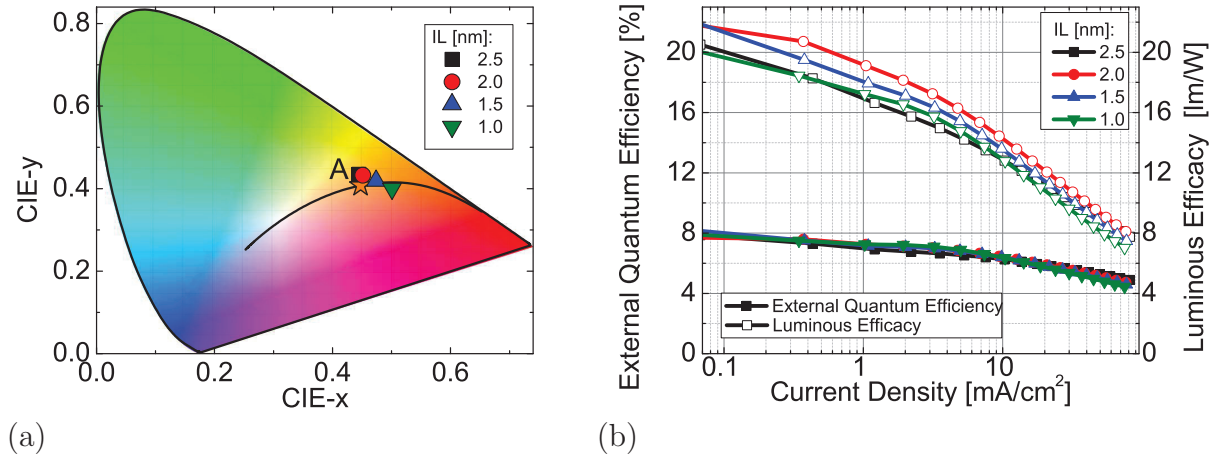 IL [nm]:
2.5
2.0
1.5
1.0
A
0.8
0.6
0.4
0.2
0.0
0.0 0.2 0.4 0.6
CIE-y
CIE-x
(a)
External Quantum Efficiency [%]
20
16
12
8
4
0
IL [nm]:
2.5
2.0
1.5
1.0
External Quantum Efficiency
Luminous Efficacy
20
16
12
8
4
0
Luminous Efficacy [lm/W]
0.1 1 10
Current Density [mA/cm²]
(b)